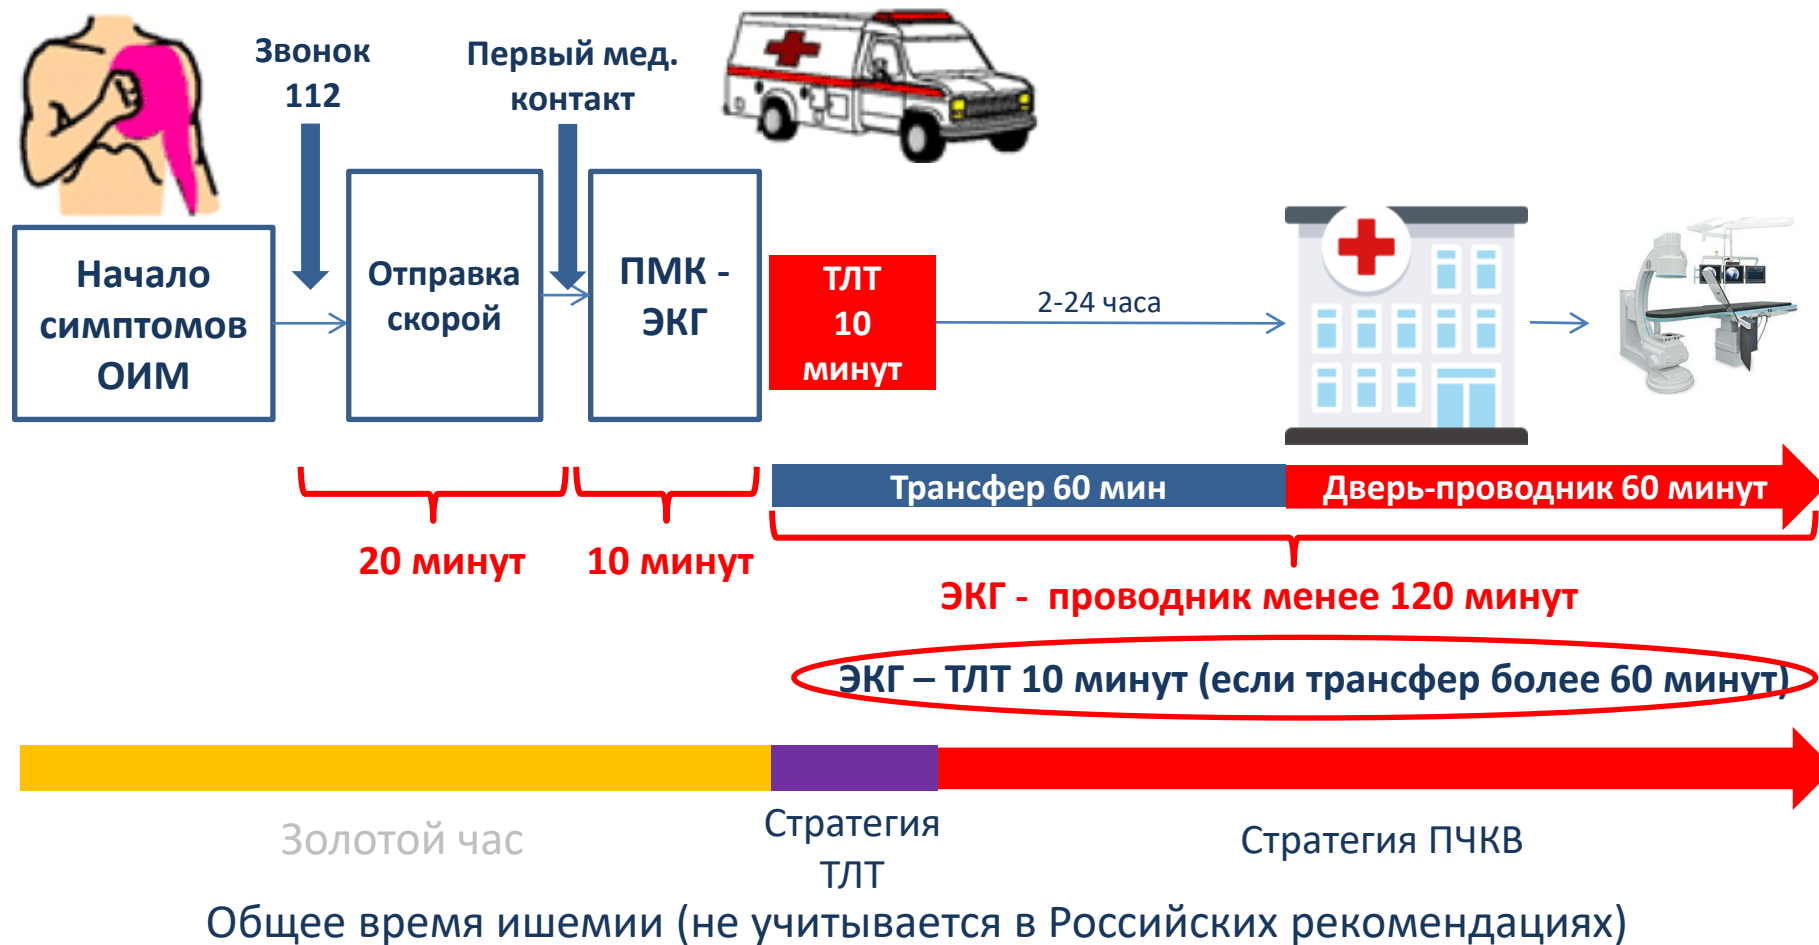 Звонок
112
Первый мед.
контакт
Начало
симптомов
ОИМ
Отправка
скорой
ПМК -
ЭКГ
ТЛТ
10
минут
2-24 часа
Трансфер 60 мин
Дверь-проводник 60 минут
20 минут
10 минут
ЭКГ - проводник менее 120 минут
ЭКГ – ТЛТ 10 минут (если трансфер более 60 минут)
Золотой час
Стратегия
ТЛТ
Стратегия ПЧКВ
Общее время ишемии (не учитывается в Российских рекомендациях)